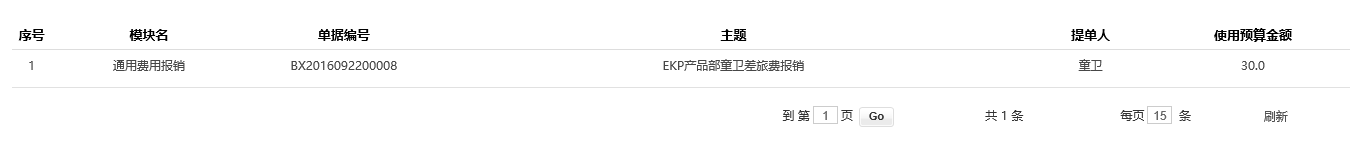 序号 模块名 单据编号 主题 提单人 使用预算金额
1 通用费用报销 BX2016092200008 EKP产品部童卫差旅费报销 童卫 30.0
到 第 1 页 Go 共 1 条 每页 15 条 刷新